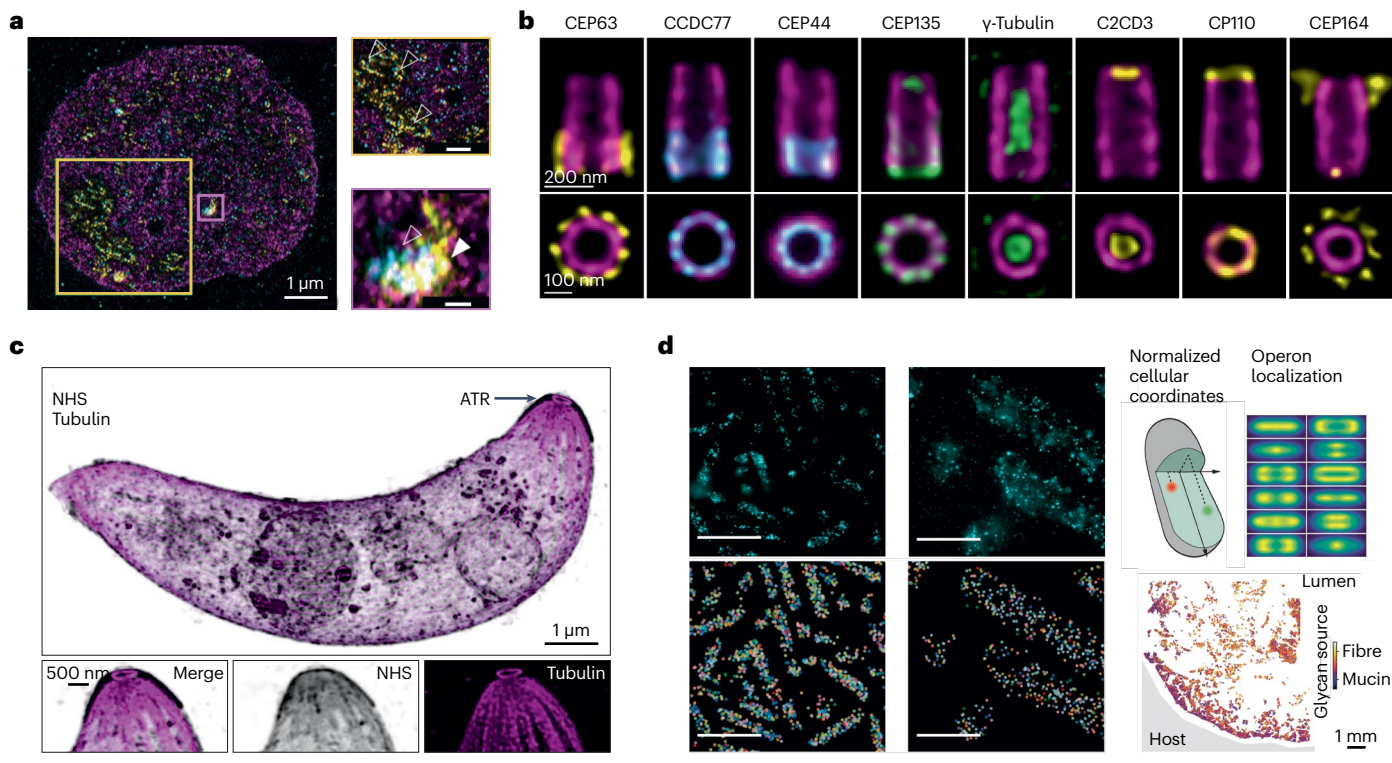 a
1 µm
b
CEP63 CCDC77 CEP44 CEP135 γ-Tubulin C2CD3 CP110 CEP164
200 nm
100 nm
c
NHS
Tubulin
ATR
1 µm
500 nm Merge NHS Tubulin
d
Normalized
cellular
coordinates
Operon
localization
Lumen
Glycan source
Fibre
Mucin
Host
1 mm